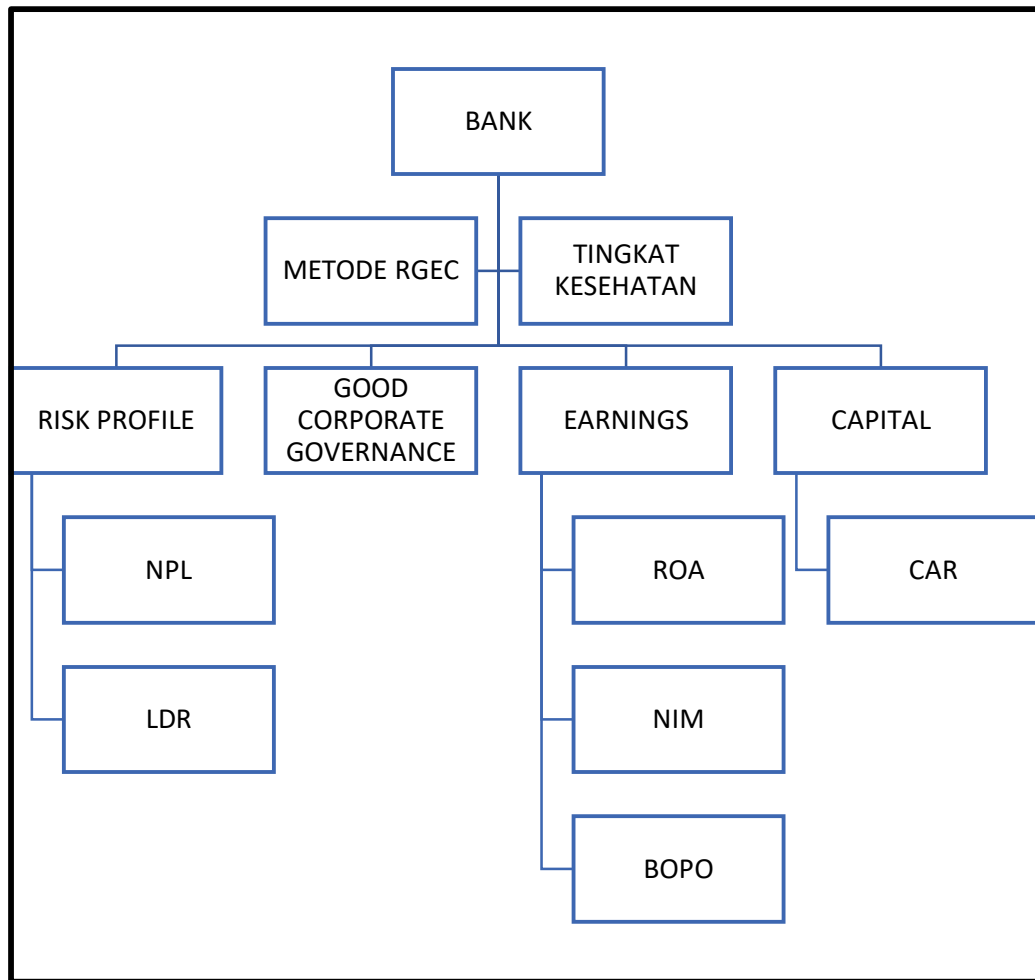 BANK
METODE RGEC
TINGKAT
KESEHATAN
RISK PROFILE
GOOD
CORPORATE
GOVERNANCE
EARNINGS
CAPITAL
NPL
ROA
CAR
LDR
NIM
BOPO